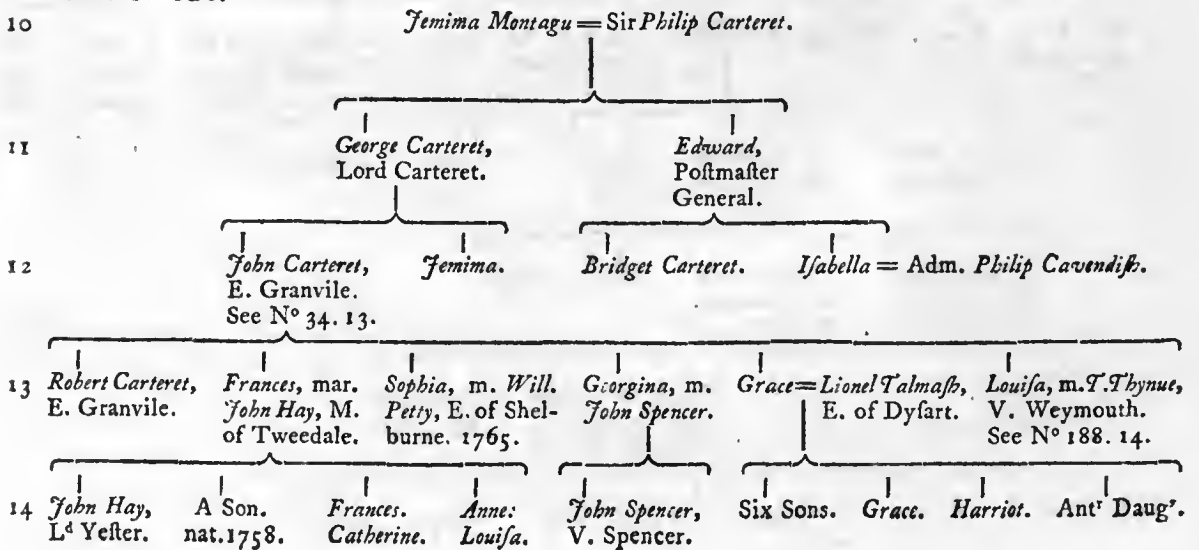 10 Jemima Montagu = Sir Philip Carteret.
11 George Carteret, Edward,
Lord Carteret. Poſtmaſter
General.
12 John Carteret, Jemima. Bridget Carteret. Iſabella = Adm. Philip Cavendiſh.
E. Granvile.
See Nº 34. 13.
13 Robert Carteret, Frances, mar. Sophia, m. Will. Georgina, m. Grace = Lionel Talmaſh, Louiſa, m. T. Thynue,
E. Granvile. John Hay, M. Petty, E. of Shel- John Spencer. E. of Dyſart. V. Weymouth.
of Tweedale. burne. 1765. See Nº 188. 14.
14 John Hay, A Son. Frances. Anne: John Spencer, Six Sons. Grace. Harriot. Antʳ Daugʳ.
Lᵈ Yeſter. nat. 1758. Catherine. Louiſa. V. Spencer.